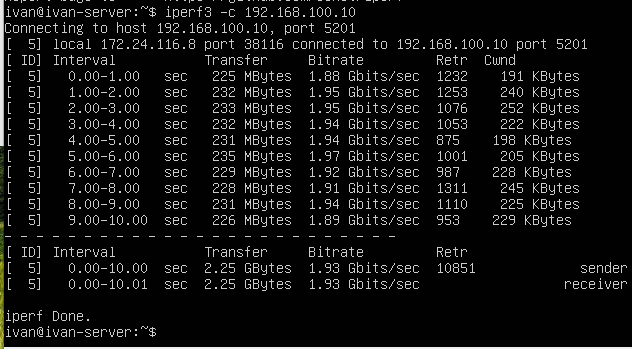 ivan@ivan-server:~$ iperf3 -c 192.168.100.10
Connecting to host 192.168.100.10, port 5201
[  5] local 172.24.116.8 port 38116 connected to 192.168.100.10 port 5201
[ ID] Interval           Transfer     Bitrate         Retr  Cwnd
[  5]   0.00-1.00   sec   225 MBytes  1.88 Gbits/sec  1232    191 KBytes
[  5]   1.00-2.00   sec   232 MBytes  1.95 Gbits/sec  1253    240 KBytes
[  5]   2.00-3.00   sec   233 MBytes  1.95 Gbits/sec  1076    252 KBytes
[  5]   3.00-4.00   sec   232 MBytes  1.94 Gbits/sec  1053    222 KBytes
[  5]   4.00-5.00   sec   231 MBytes  1.94 Gbits/sec  875    198 KBytes
[  5]   5.00-6.00   sec   235 MBytes  1.97 Gbits/sec  1001    205 KBytes
[  5]   6.00-7.00   sec   229 MBytes  1.92 Gbits/sec  987    228 KBytes
[  5]   7.00-8.00   sec   228 MBytes  1.91 Gbits/sec  1311    245 KBytes
[  5]   8.00-9.00   sec   231 MBytes  1.94 Gbits/sec  1110    225 KBytes
[  5]   9.00-10.00  sec   226 MBytes  1.89 Gbits/sec  953    229 KBytes
- - - - - - - - - - - - - - - - - - - - - - - - -
[ ID] Interval           Transfer     Bitrate         Retr
[  5]   0.00-10.00  sec  2.25 GBytes  1.93 Gbits/sec  10851             sender
[  5]   0.00-10.01  sec  2.25 GBytes  1.93 Gbits/sec                  receiver

iperf Done.
ivan@ivan-server:~$